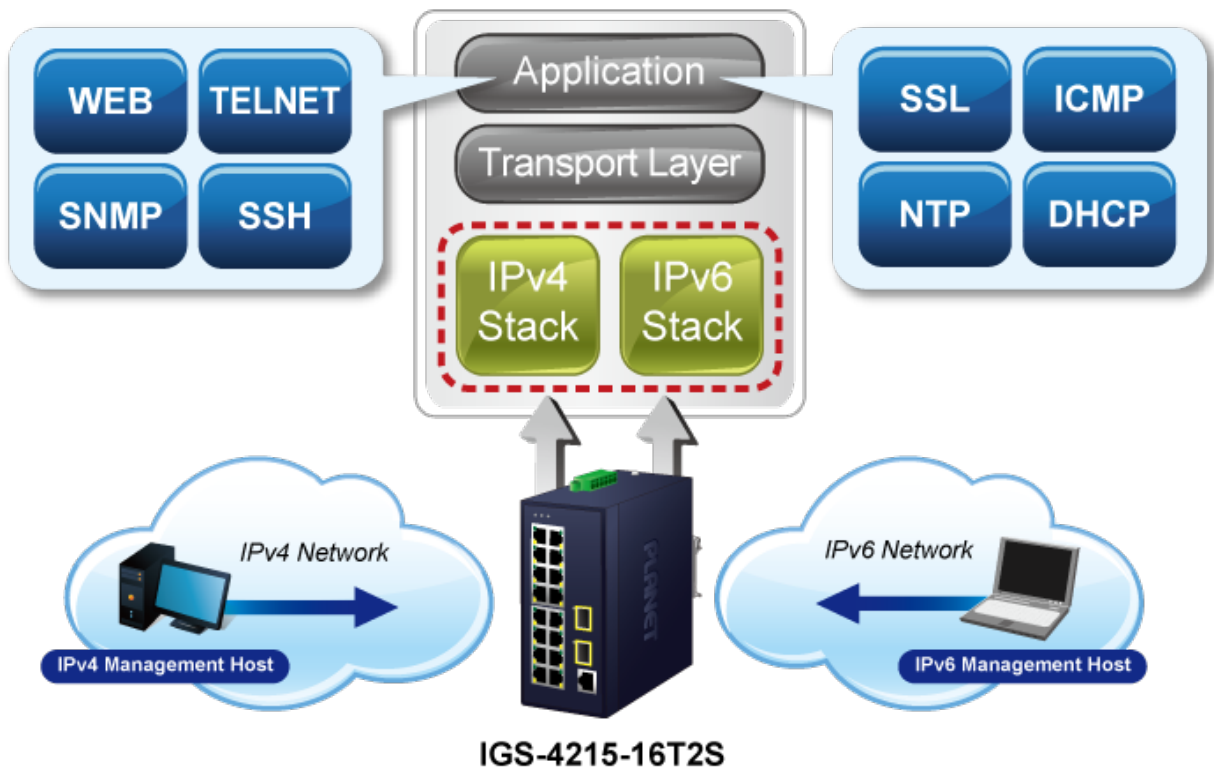 WEB
TELNET
SNMP
SSH
Application
Transport Layer
IPv4
Stack
IPv6
Stack
SSL
ICMP
NTP
DHCP
IPv4 Network
IPv4 Management Host
PLANET
IPv6 Network
IPv6 Management Host
IGS-4215-16T2S